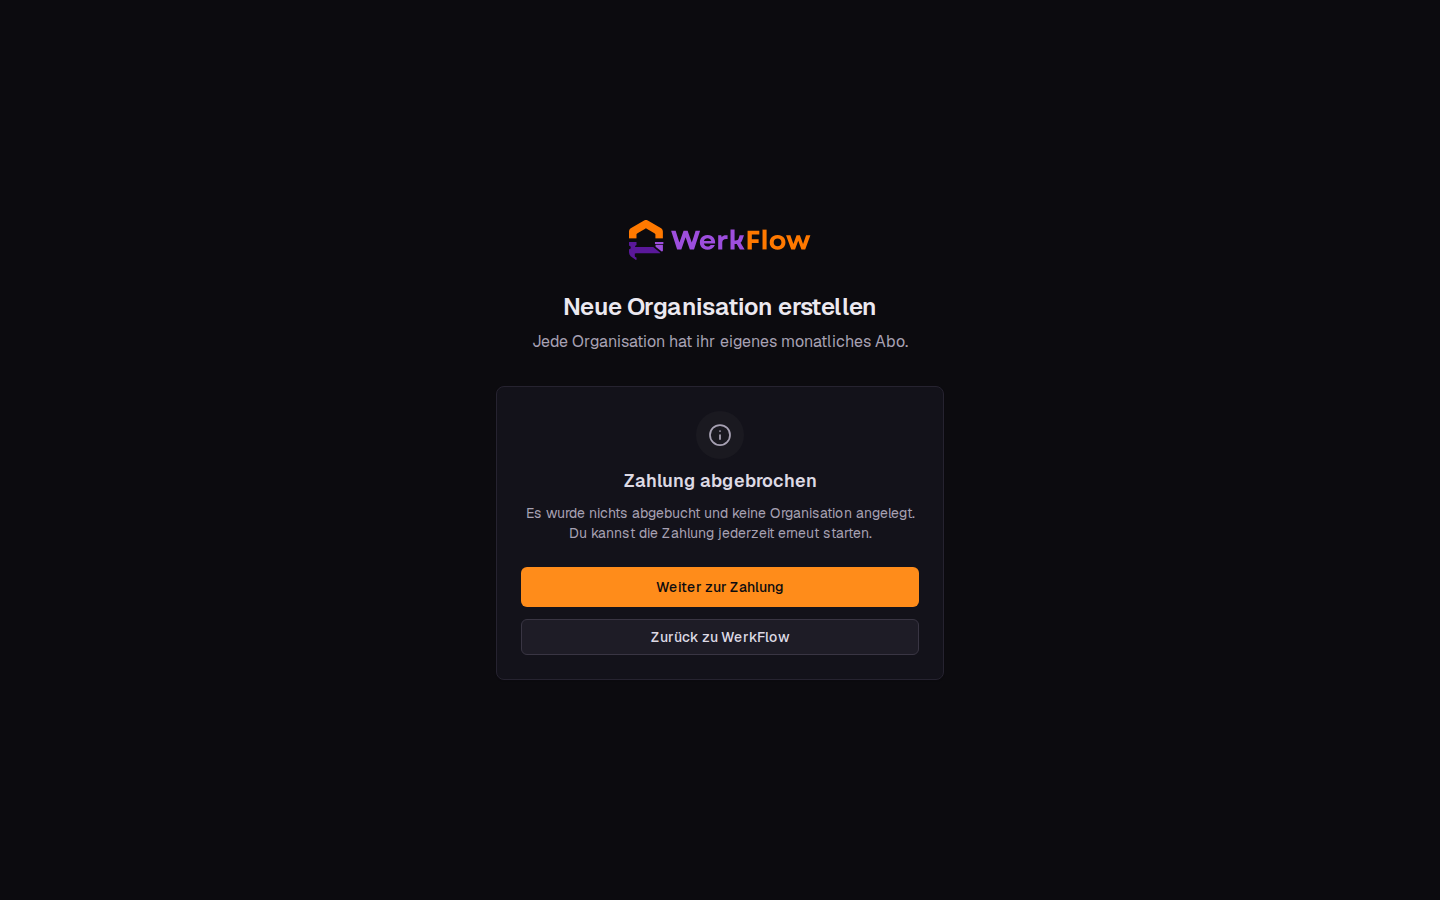 WerkFlow
Neue Organisation erstellen
Jede Organisation hat ihr eigenes monatliches Abo.
Zahlung abgebrochen
Es wurde nichts abgebucht und keine Organisation angelegt.
Du kannst die Zahlung jederzeit erneut starten.
Weiter zur Zahlung
Zurück zu WerkFlow